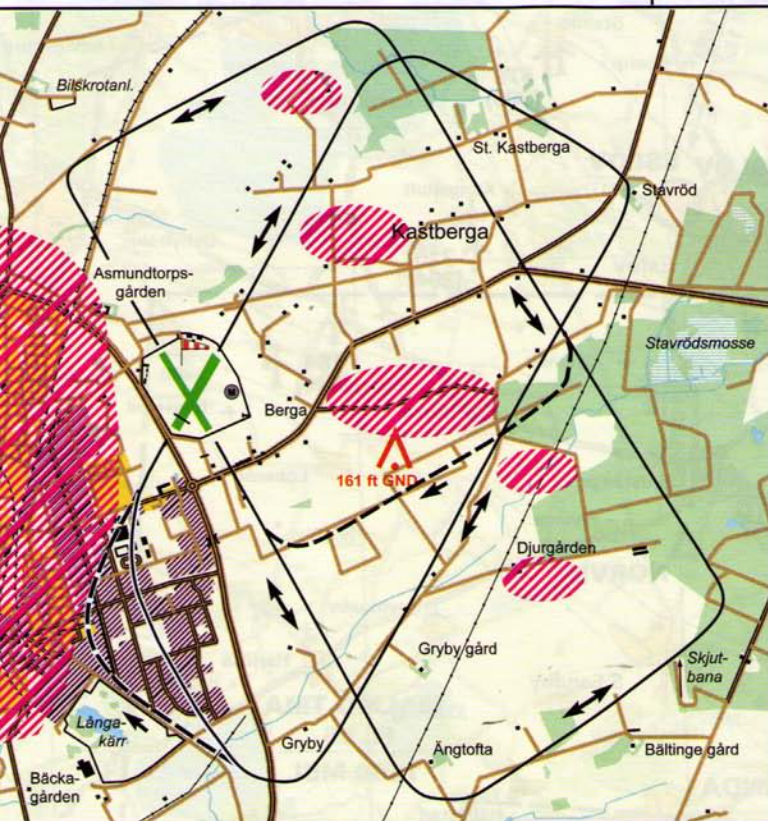 Bilskrotanl.
St. Kastberga
Stavröd
Kastberga
Asmundtorps-
gården
Stavrödsmosse
Berga
161 ft GND
Djurgården
Gryby gård
Skjut-
bana
Långa-
kärr
Gryby
Ängtofta
Bältinge gård
Bäcka-
gården